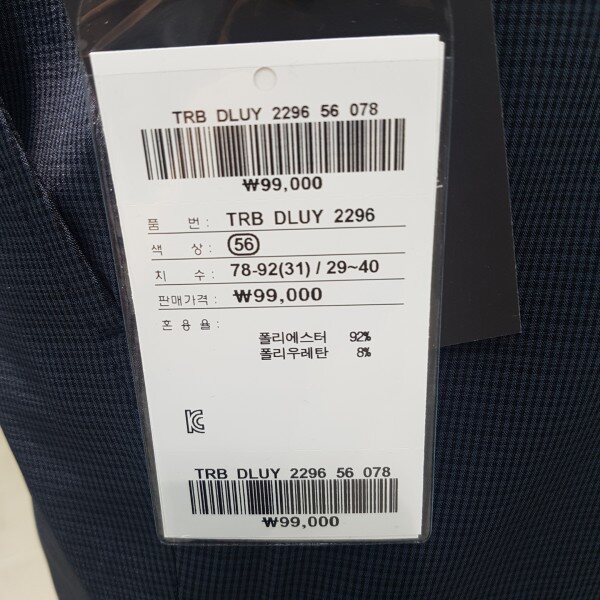 TRB DLUY 2296 56 078
₩99,000
품 번 : TRB DLUY 2296
색 상 : 56
치 수 : 78-92(31) / 29~40
판매가격 : ₩99,000
혼 용 율 :
폴리에스터 92%
폴리우레탄 8%
KC
TRB DLUY 2296 56 078
₩99,000